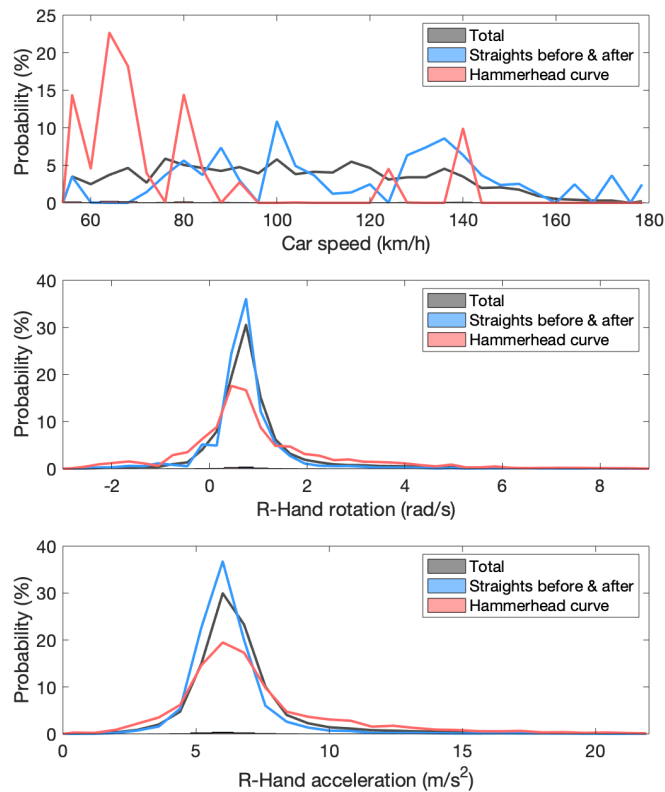 25
20
15
10
5
0
Probability (%)
Total
Straights before & after
Hammerhead curve
60 80 100 120 140 160 180
Car speed (km/h)
40
30
20
10
0
Probability (%)
Total
Straights before & after
Hammerhead curve
-2 0 2 4 6 8
R-Hand rotation (rad/s)
40
30
20
10
0
Probability (%)
Total
Straights before & after
Hammerhead curve
0 5 10 15 20
R-Hand acceleration (m/s²)